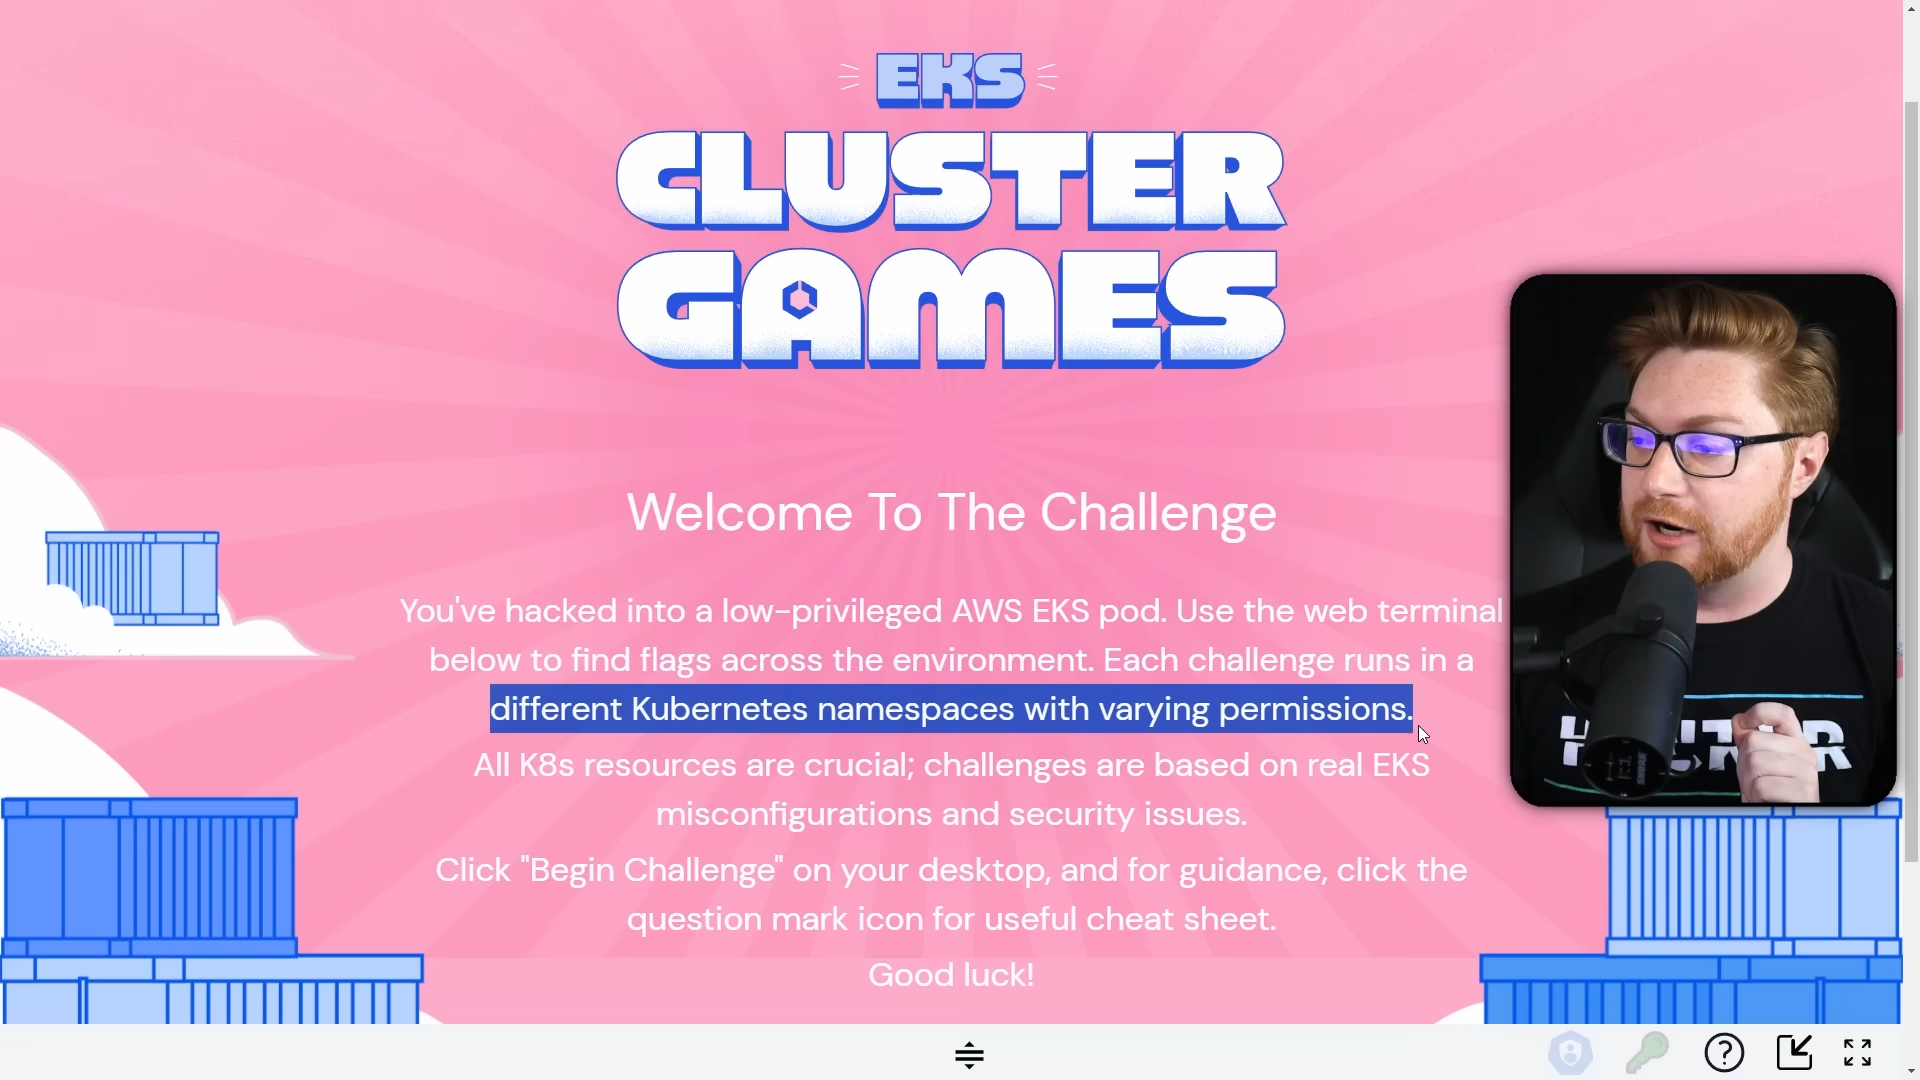 EKS
CLUSTER
GAMES
Welcome To The Challenge
You've hacked into a low-privileged AWS EKS pod. Use the web terminal
below to find flags across the environment. Each challenge runs in a
different Kubernetes namespaces with varying permissions.
All K8s resources are crucial; challenges are based on real EKS
misconfigurations and security issues.
Click "Begin Challenge" on your desktop, and for guidance, click the
question mark icon for useful cheat sheet.
Good luck!